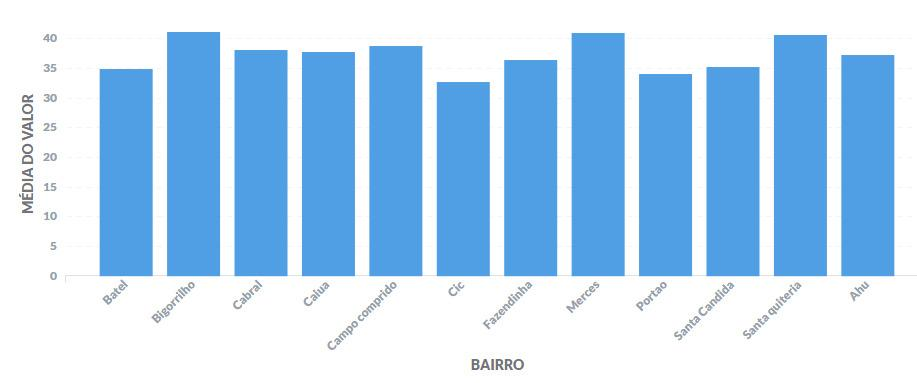 MÉDIA DO VALOR
40
35
30
25
20
15
10
5
0
Batel
Bigorrilho
Cabral
Caiua
Campo comprido
Cic
Fazendinha
Merces
Portao
Santa Candida
Santa quiteria
Ahu
BAIRRO